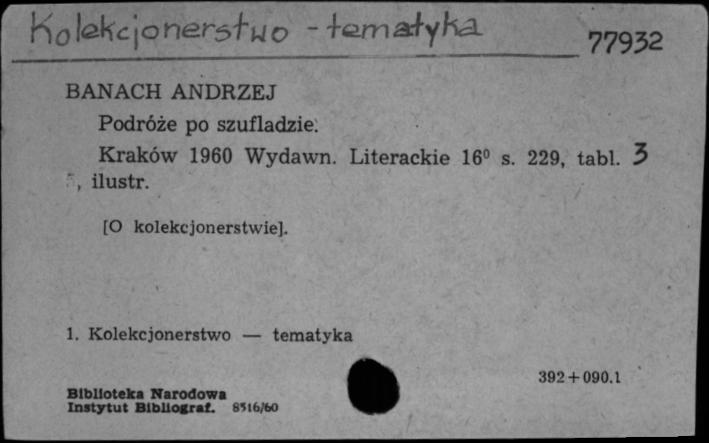 Kolekcjonerstwo - tematyka
77932
BANACH ANDRZEJ
Podróże po szufladzie.
Kraków 1960 Wydawn. Literackie 16⁰ s. 229, tabl. 3
, ilustr.
[O kolekcjonerstwie].
1. Kolekcjonerstwo — tematyka
392+090.1
Biblioteka Narodowa
Instytut Bibliograf. 8516/60